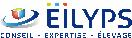 EiLYPS
CONSEIL - EXPERTISE - ÉLEVAGE